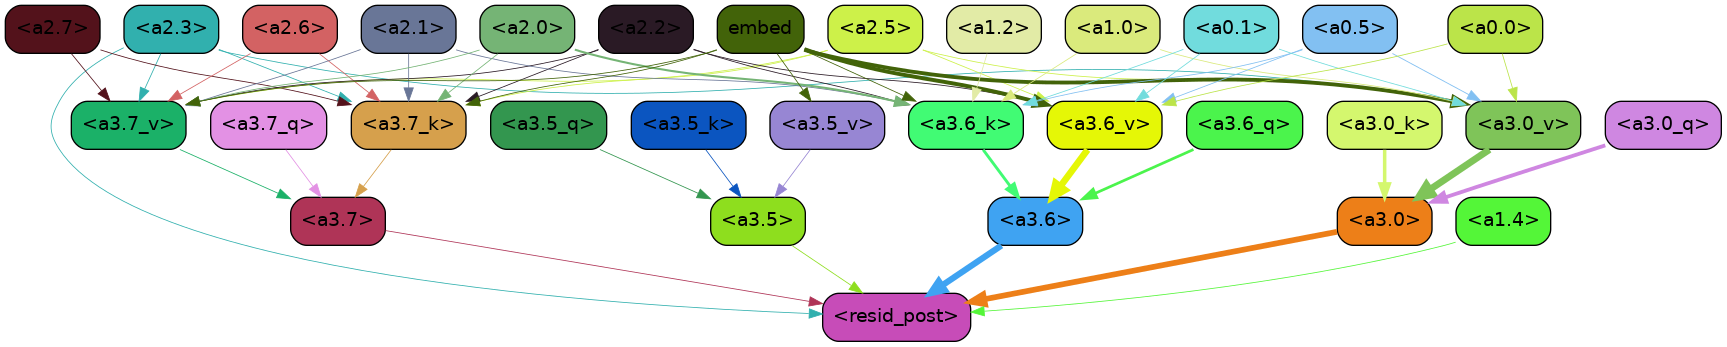 <a2.7> <a2.3> <a2.6> <a2.1> <a2.0> <a2.2> embed <a2.5> <a1.2> <a1.0> <a0.1> <a0.5> <a0.0>
<a3.7_v> <a3.7_q> <a3.7_k> <a3.5_q> <a3.5_k> <a3.5_v> <a3.6_k> <a3.6_v> <a3.6_q> <a3.0_k> <a3.0_v> <a3.0_q>
<a3.7> <a3.5> <a3.6> <a3.0> <a1.4>
<resid_post>